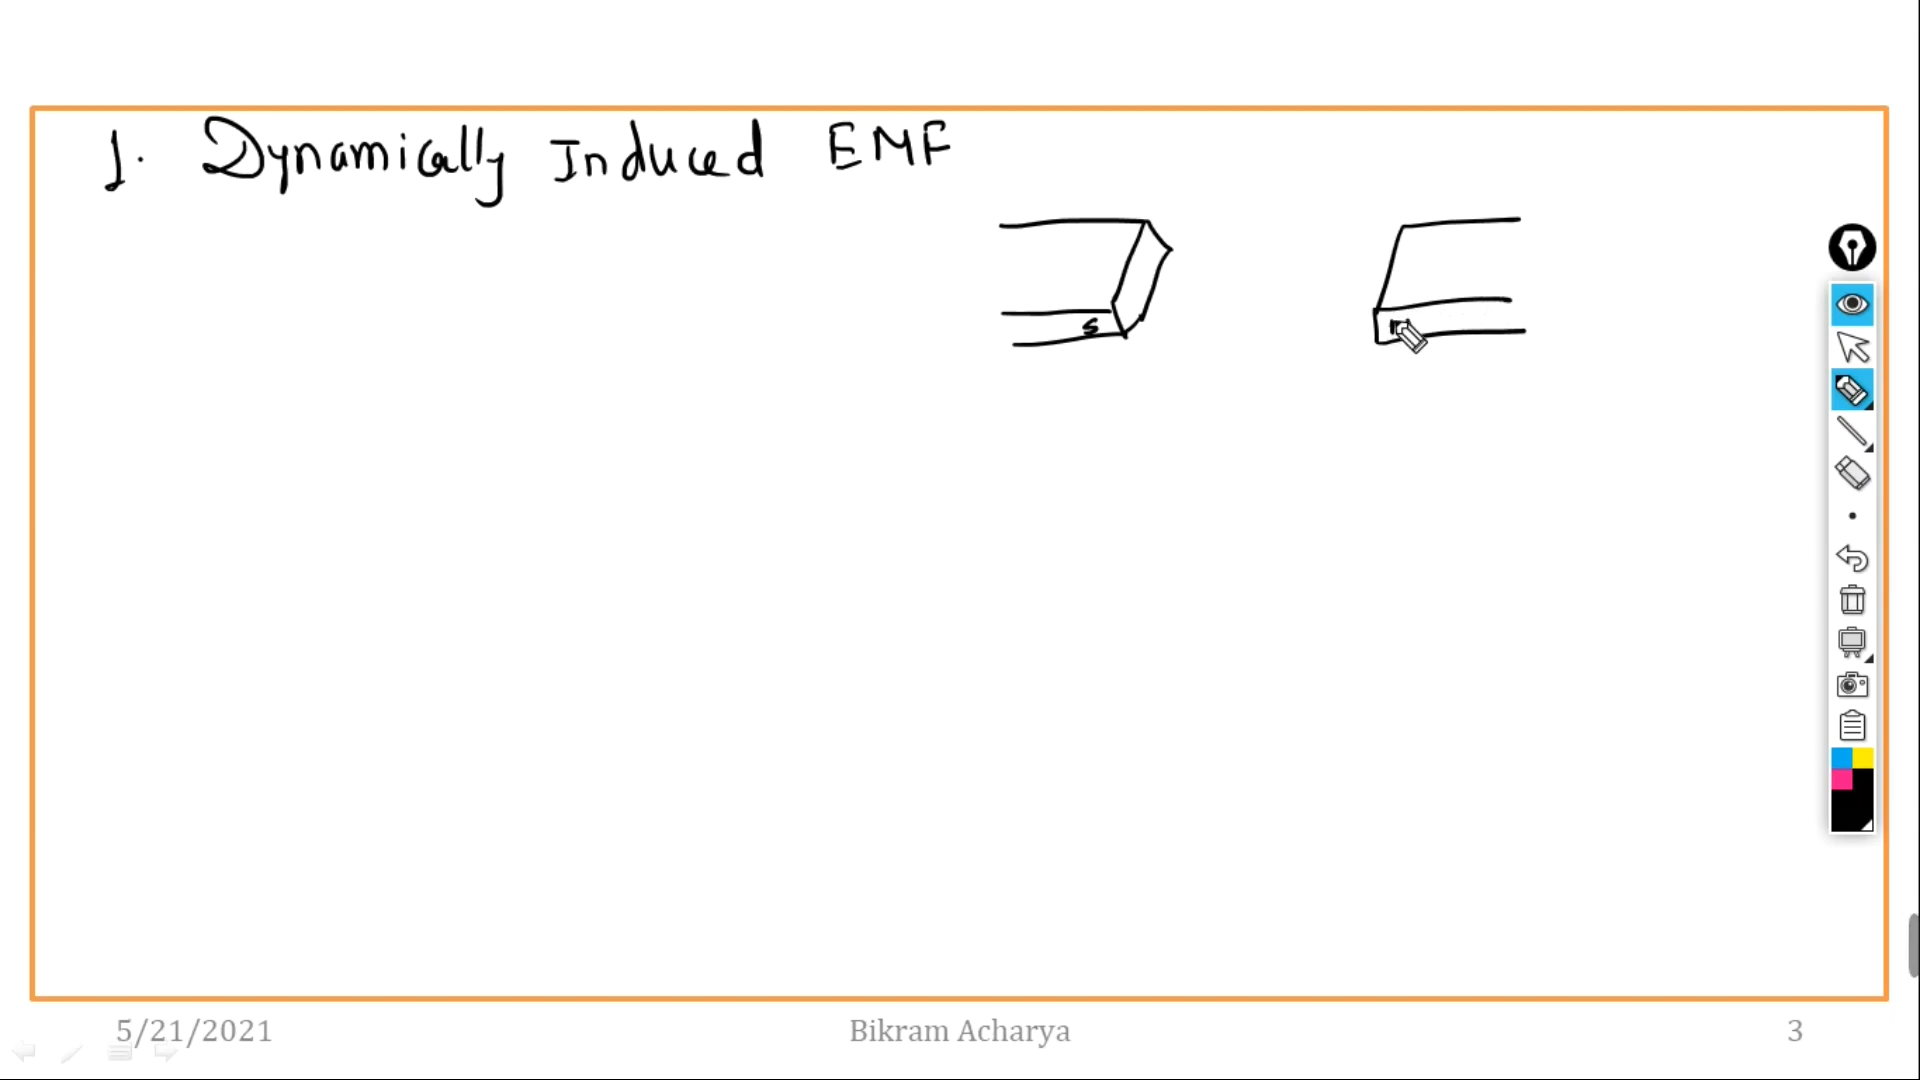 1. Dynamically Induced EMF
S
5/21/2021 Bikram Acharya 3